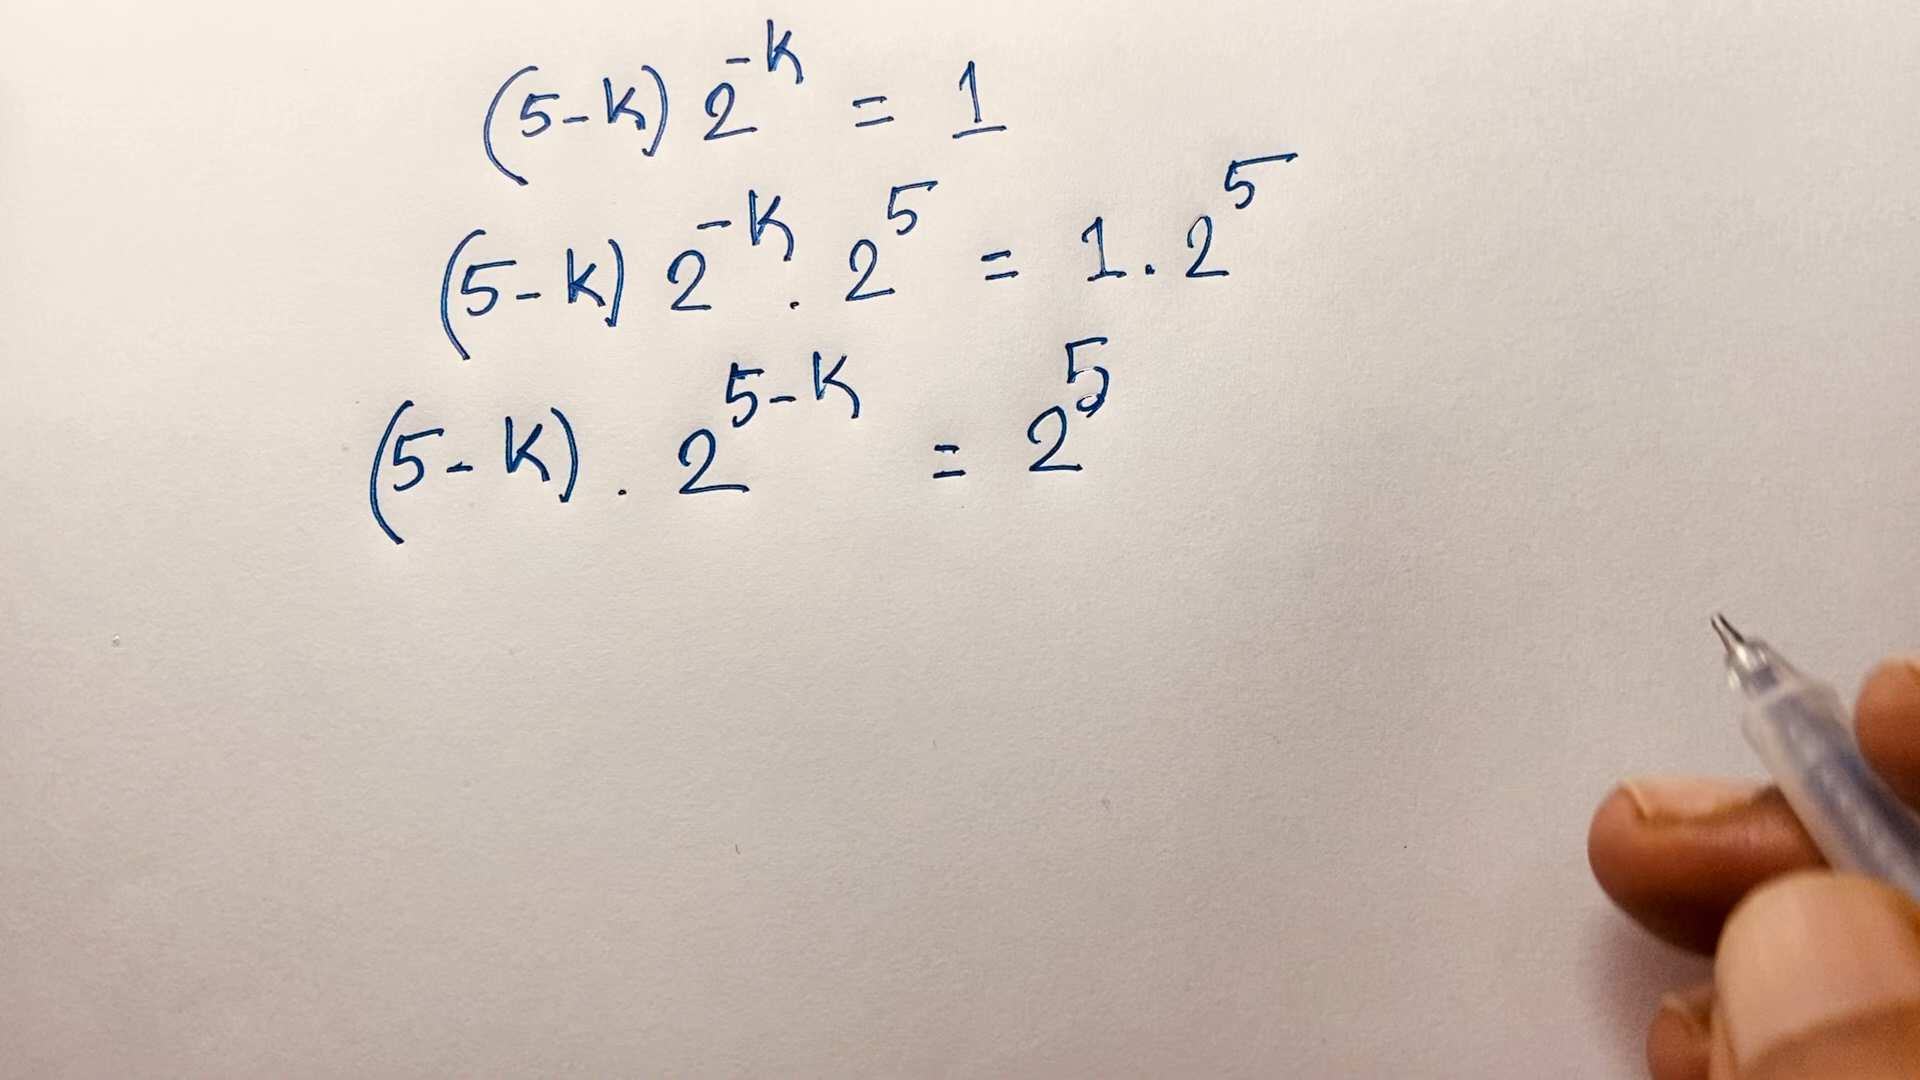 (5-k) 2^{-k} = 1
(5-k) 2^{-k} . 2^5 = 1 . 2^5
(5-k) . 2^{5-k} = 2^5